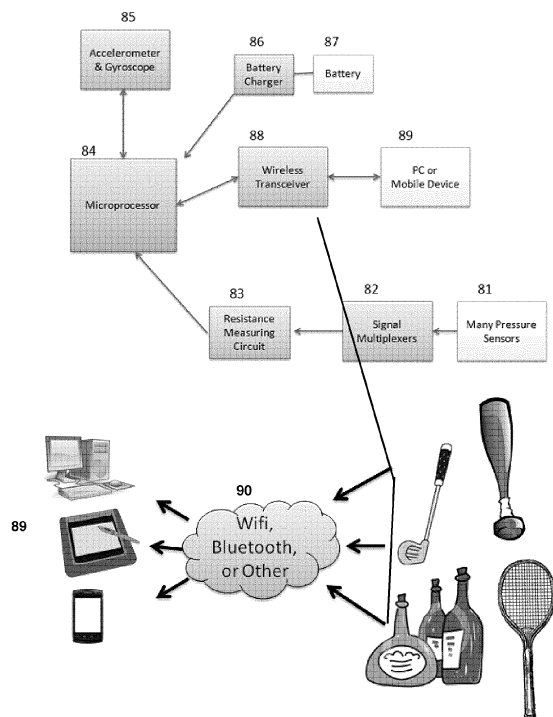 85
Accelerometer
& Gyroscope
86
Battery
Charger
87
Battery
84
Microprocessor
88
Wireless
Transceiver
89
PC or
Mobile Device
83
Resistance
Measuring
Circuit
82
Signal
Multiplexers
81
Many Pressure
Sensors
89
90
Wifi,
Bluetooth,
or Other